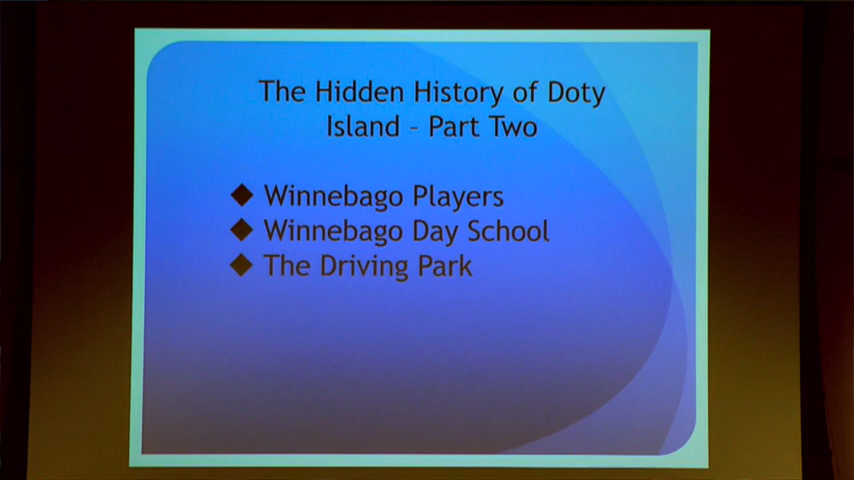 The Hidden History of Doty
Island - Part Two
◆ Winnebago Players
◆ Winnebago Day School
◆ The Driving Park